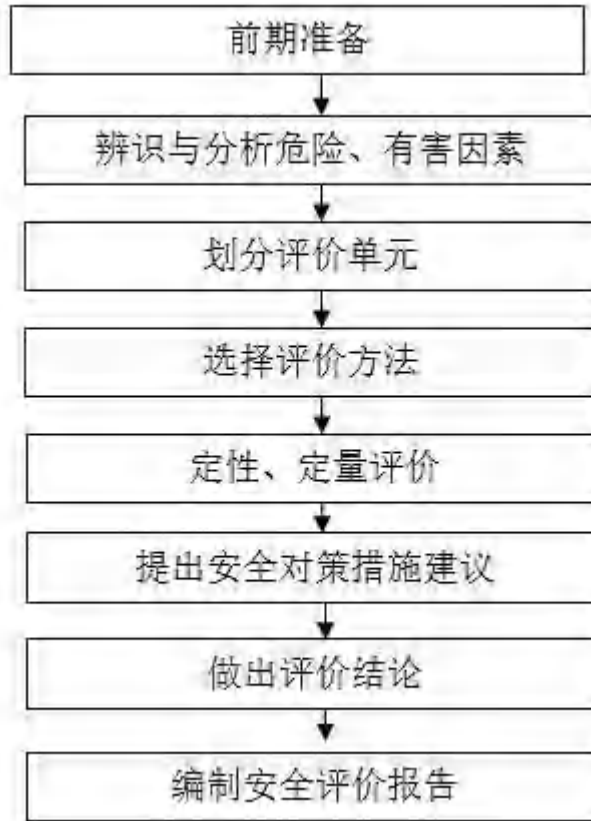 前期准备
辨识与分析危险、有害因素
划分评价单元
选择评价方法
定性、定量评价
提出安全对策措施建议
做出评价结论
编制安全评价报告